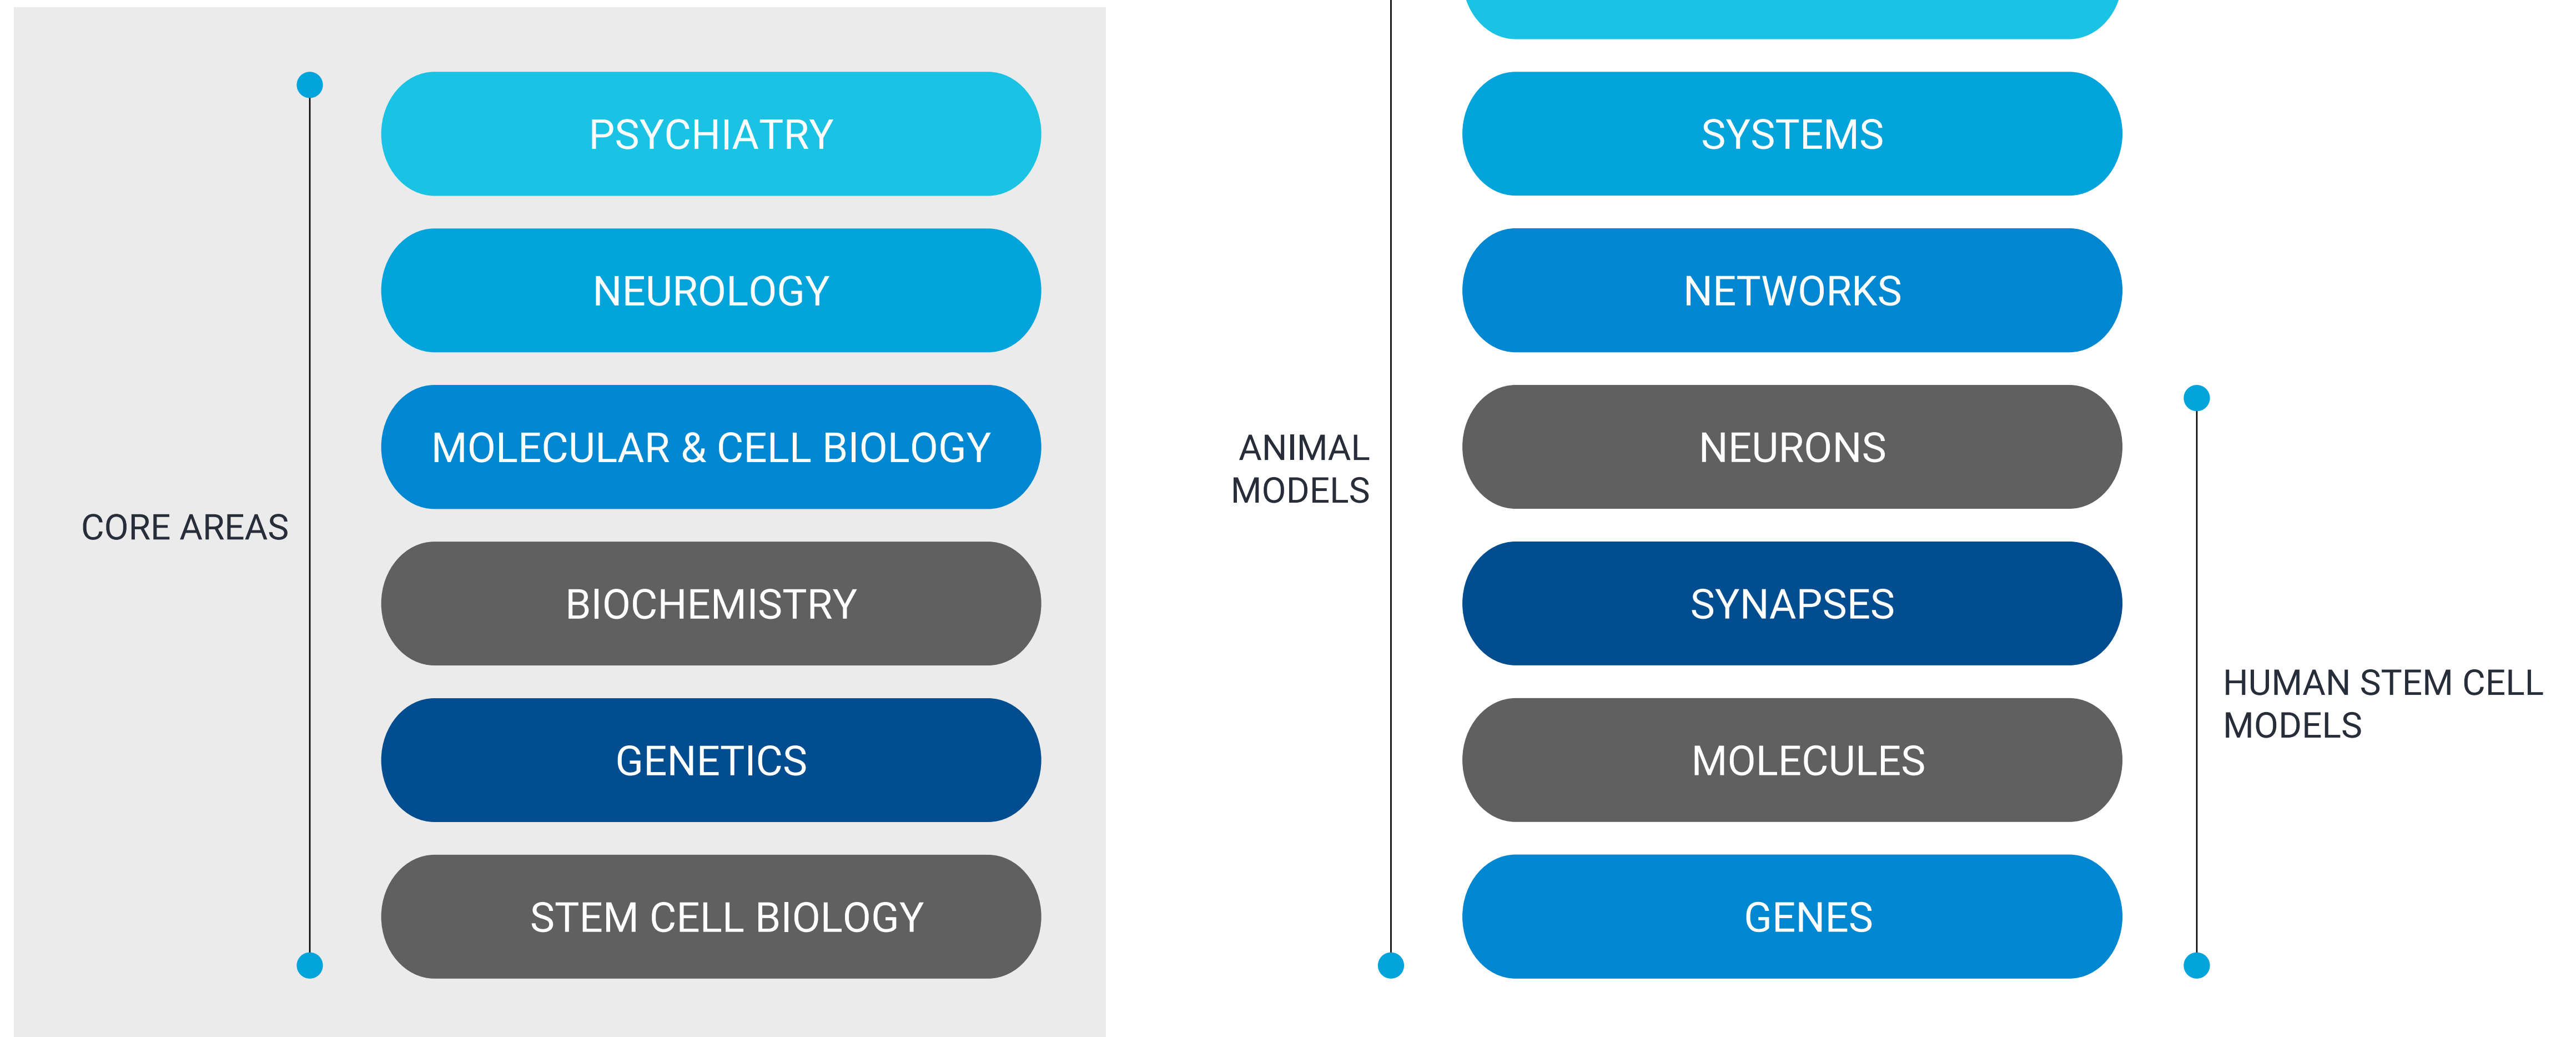 CORE AREAS
PSYCHIATRY
NEUROLOGY
MOLECULAR & CELL BIOLOGY
BIOCHEMISTRY
GENETICS
STEM CELL BIOLOGY
ANIMAL
MODELS
SYSTEMS
NETWORKS
NEURONS
SYNAPSES
MOLECULES
GENES
HUMAN STEM CELL
MODELS